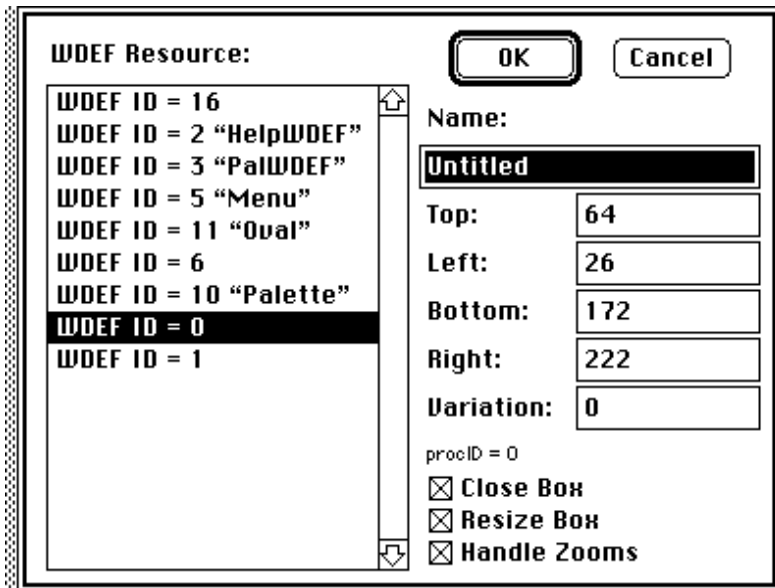 WDEF Resource:
OK
Cancel
WDEF ID = 16
WDEF ID = 2 “HelpWDEF”
WDEF ID = 3 “PalWDEF”
WDEF ID = 5 “Menu”
WDEF ID = 11 “Oval”
WDEF ID = 6
WDEF ID = 10 “Palette”
WDEF ID = 0
WDEF ID = 1
Name:
Untitled
Top: 64
Left: 26
Bottom: 172
Right: 222
Variation: 0
procID = 0
Close Box
Resize Box
Handle Zooms